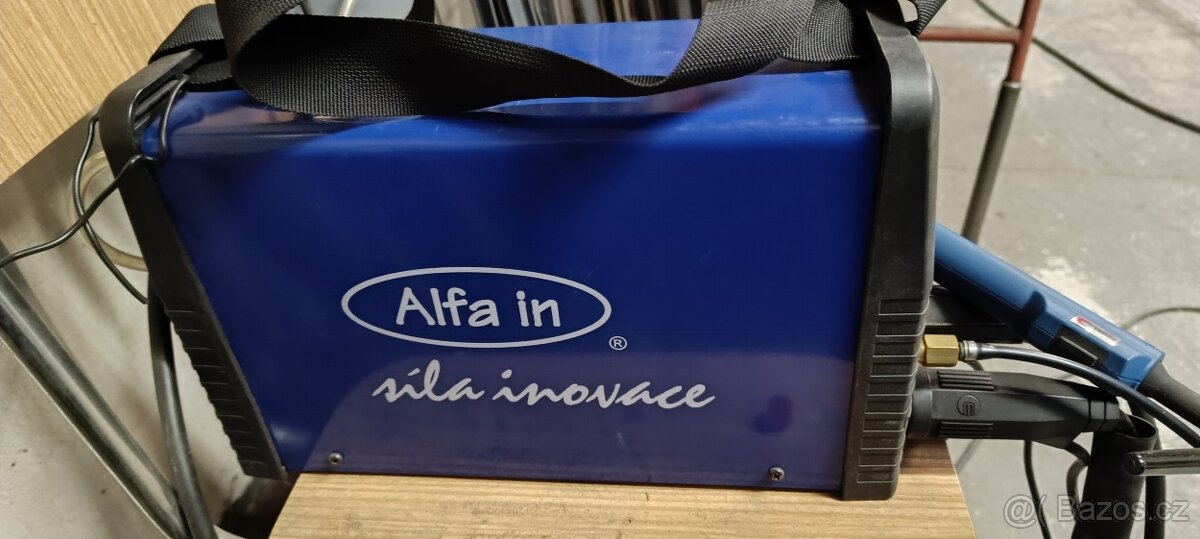 Alfa in
®
síla inovace
@ Bazos.cz